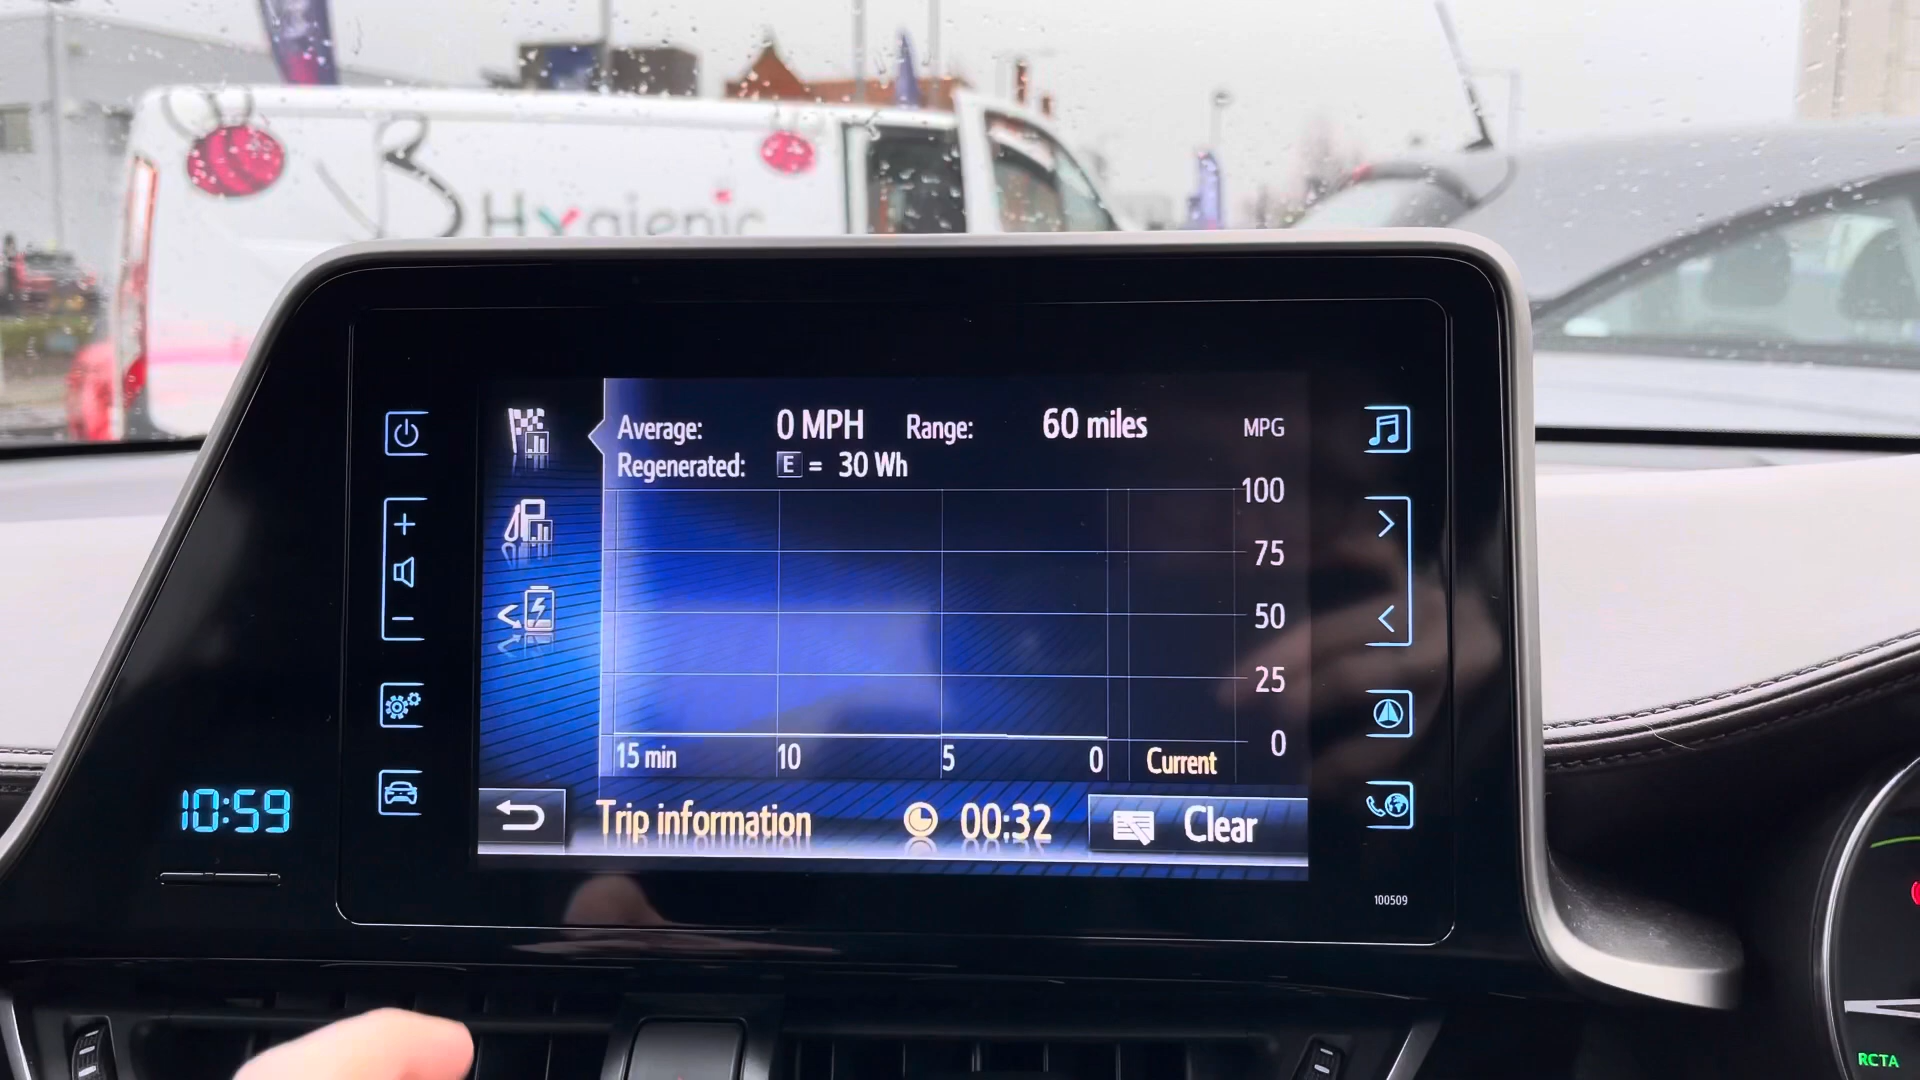 B
Hygienic
Average: 0 MPH Range: 60 miles MPG
Regenerated: E = 30 Wh
100
75
50
25
0
15 min 10 5 0 Current
Trip information 00:32 Clear
10:59
100509
RCTA